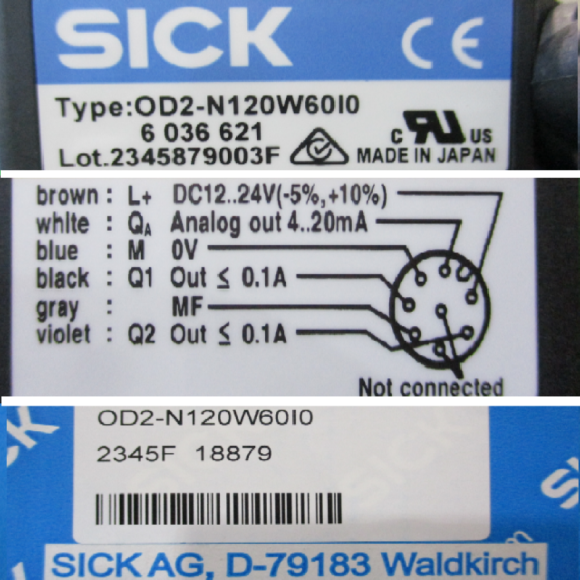 SICK CE
Type:OD2-N120W60I0
6 036 621
Lot.2345879003F
C RU US
MADE IN JAPAN
brown : L+ DC12..24V(-5%,+10%)
white : QA Analog out 4..20mA
blue : M 0V
black : Q1 Out ≤ 0.1A
gray : MF
violet : Q2 Out ≤ 0.1A
Not connected
OD2-N120W60I0
2345F 18879
SICK AG, D-79183 Waldkirch